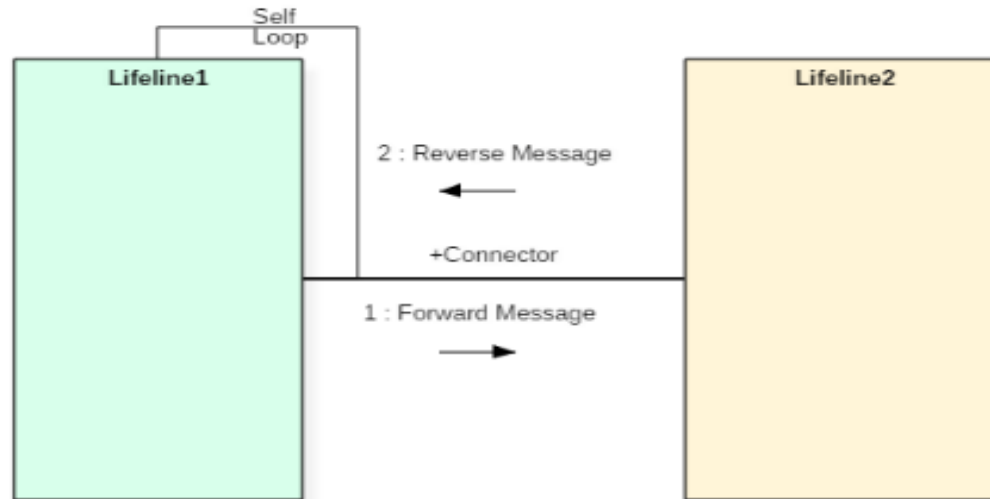 Self
Loop
Lifeline1
Lifeline2
2 : Reverse Message
+Connector
1 : Forward Message